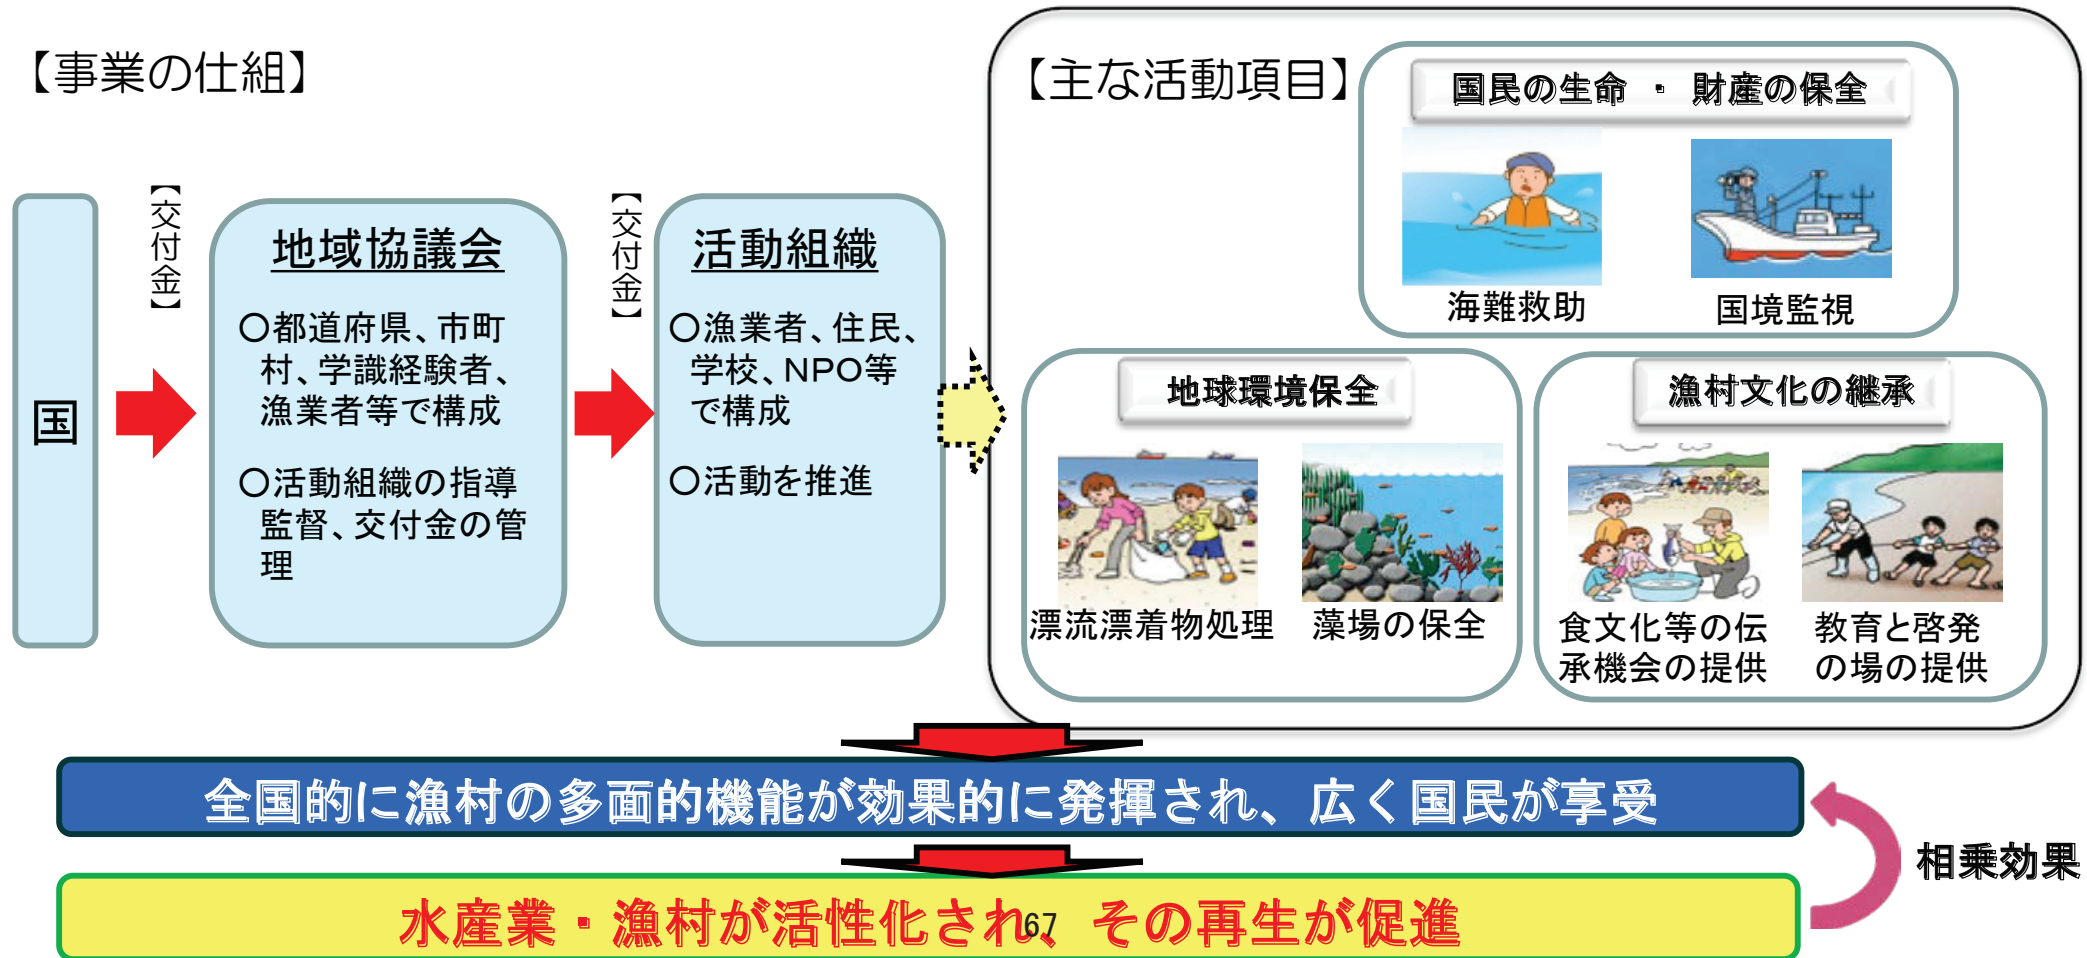 【事業の仕組】
国
【交付金】
地域協議会
〇都道府県、市町
村、学識経験者、
漁業者等で構成
〇活動組織の指導
監督、交付金の管
理
【交付金】
活動組織
〇漁業者、住民、
学校、NPO等
で構成
〇活動を推進
【主な活動項目】
国民の生命 ・ 財産の保全
海難救助
国境監視
地球環境保全
漂流漂着物処理
藻場の保全
漁村文化の継承
食文化等の伝
承機会の提供
教育と啓発
の場の提供
全国的に漁村の多面的機能が効果的に発揮され、広く国民が享受
水産業・漁村が活性化され、その再生が促進
67
相乗効果